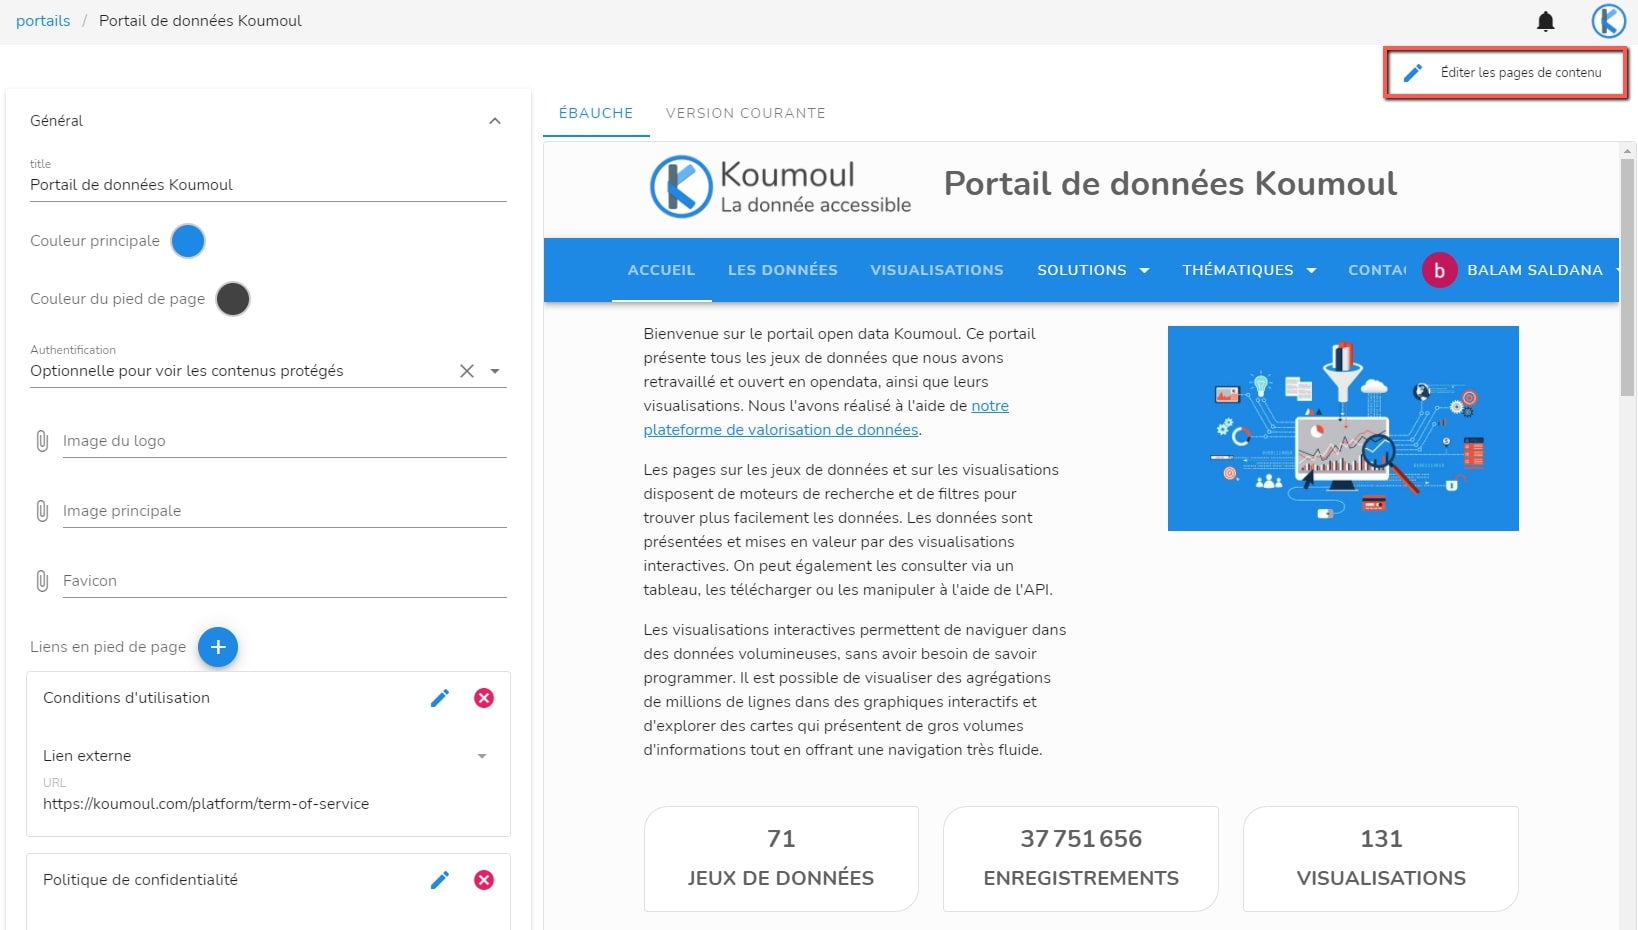 portails / Portail de données Koumoul
Éditer les pages de contenu
Général
title
Portail de données Koumoul
Couleur principale
Couleur du pied de page
Authentification
Optionnelle pour voir les contenus protégés
Image du logo
Image principale
Favicon
Liens en pied de page
Conditions d'utilisation
Lien externe
URL
https://koumoul.com/platform/term-of-service
Politique de confidentialité
ÉBAUCHE VERSION COURANTE
Koumoul
La donnée accessible
Portail de données Koumoul
ACCUEIL LES DONNÉES VISUALISATIONS SOLUTIONS THÉMATIQUES CONTA b BALAM SALDANA
Bienvenue sur le portail open data Koumoul. Ce portail
présente tous les jeux de données que nous avons
retravaillé et ouvert en opendata, ainsi que leurs
visualisations. Nous l'avons réalisé à l'aide de notre
plateforme de valorisation de données.
Les pages sur les jeux de données et sur les visualisations
disposent de moteurs de recherche et de filtres pour
trouver plus facilement les données. Les données sont
présentées et mises en valeur par des visualisations
interactives. On peut également les consulter via un
tableau, les télécharger ou les manipuler à l'aide de l'API.
Les visualisations interactives permettent de naviguer dans
des données volumineuses, sans avoir besoin de savoir
programmer. Il est possible de visualiser des agrégations
de millions de lignes dans des graphiques interactifs et
d'explorer des cartes qui présentent de gros volumes
d'informations tout en offrant une navigation très fluide.
71
JEUX DE DONNÉES
37 751 656
ENREGISTREMENTS
131
VISUALISATIONS